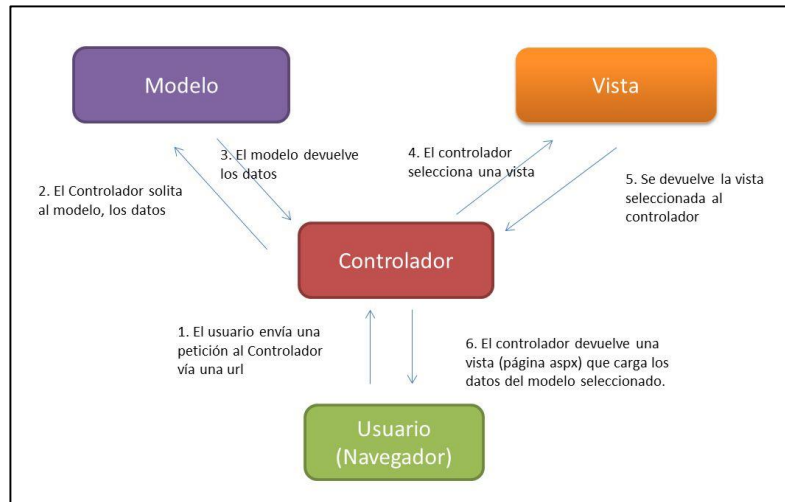 Modelo
Vista
3. El modelo devuelve
los datos
4. El controlador
selecciona una vista
2. El Controlador solita
al modelo, los datos
5. Se devuelve la vista
seleccionada al
controlador
Controlador
1. El usuario envía una
petición al Controlador
vía una url
6. El controlador devuelve una
vista (página aspx) que carga los
datos del modelo seleccionado.
Usuario
(Navegador)